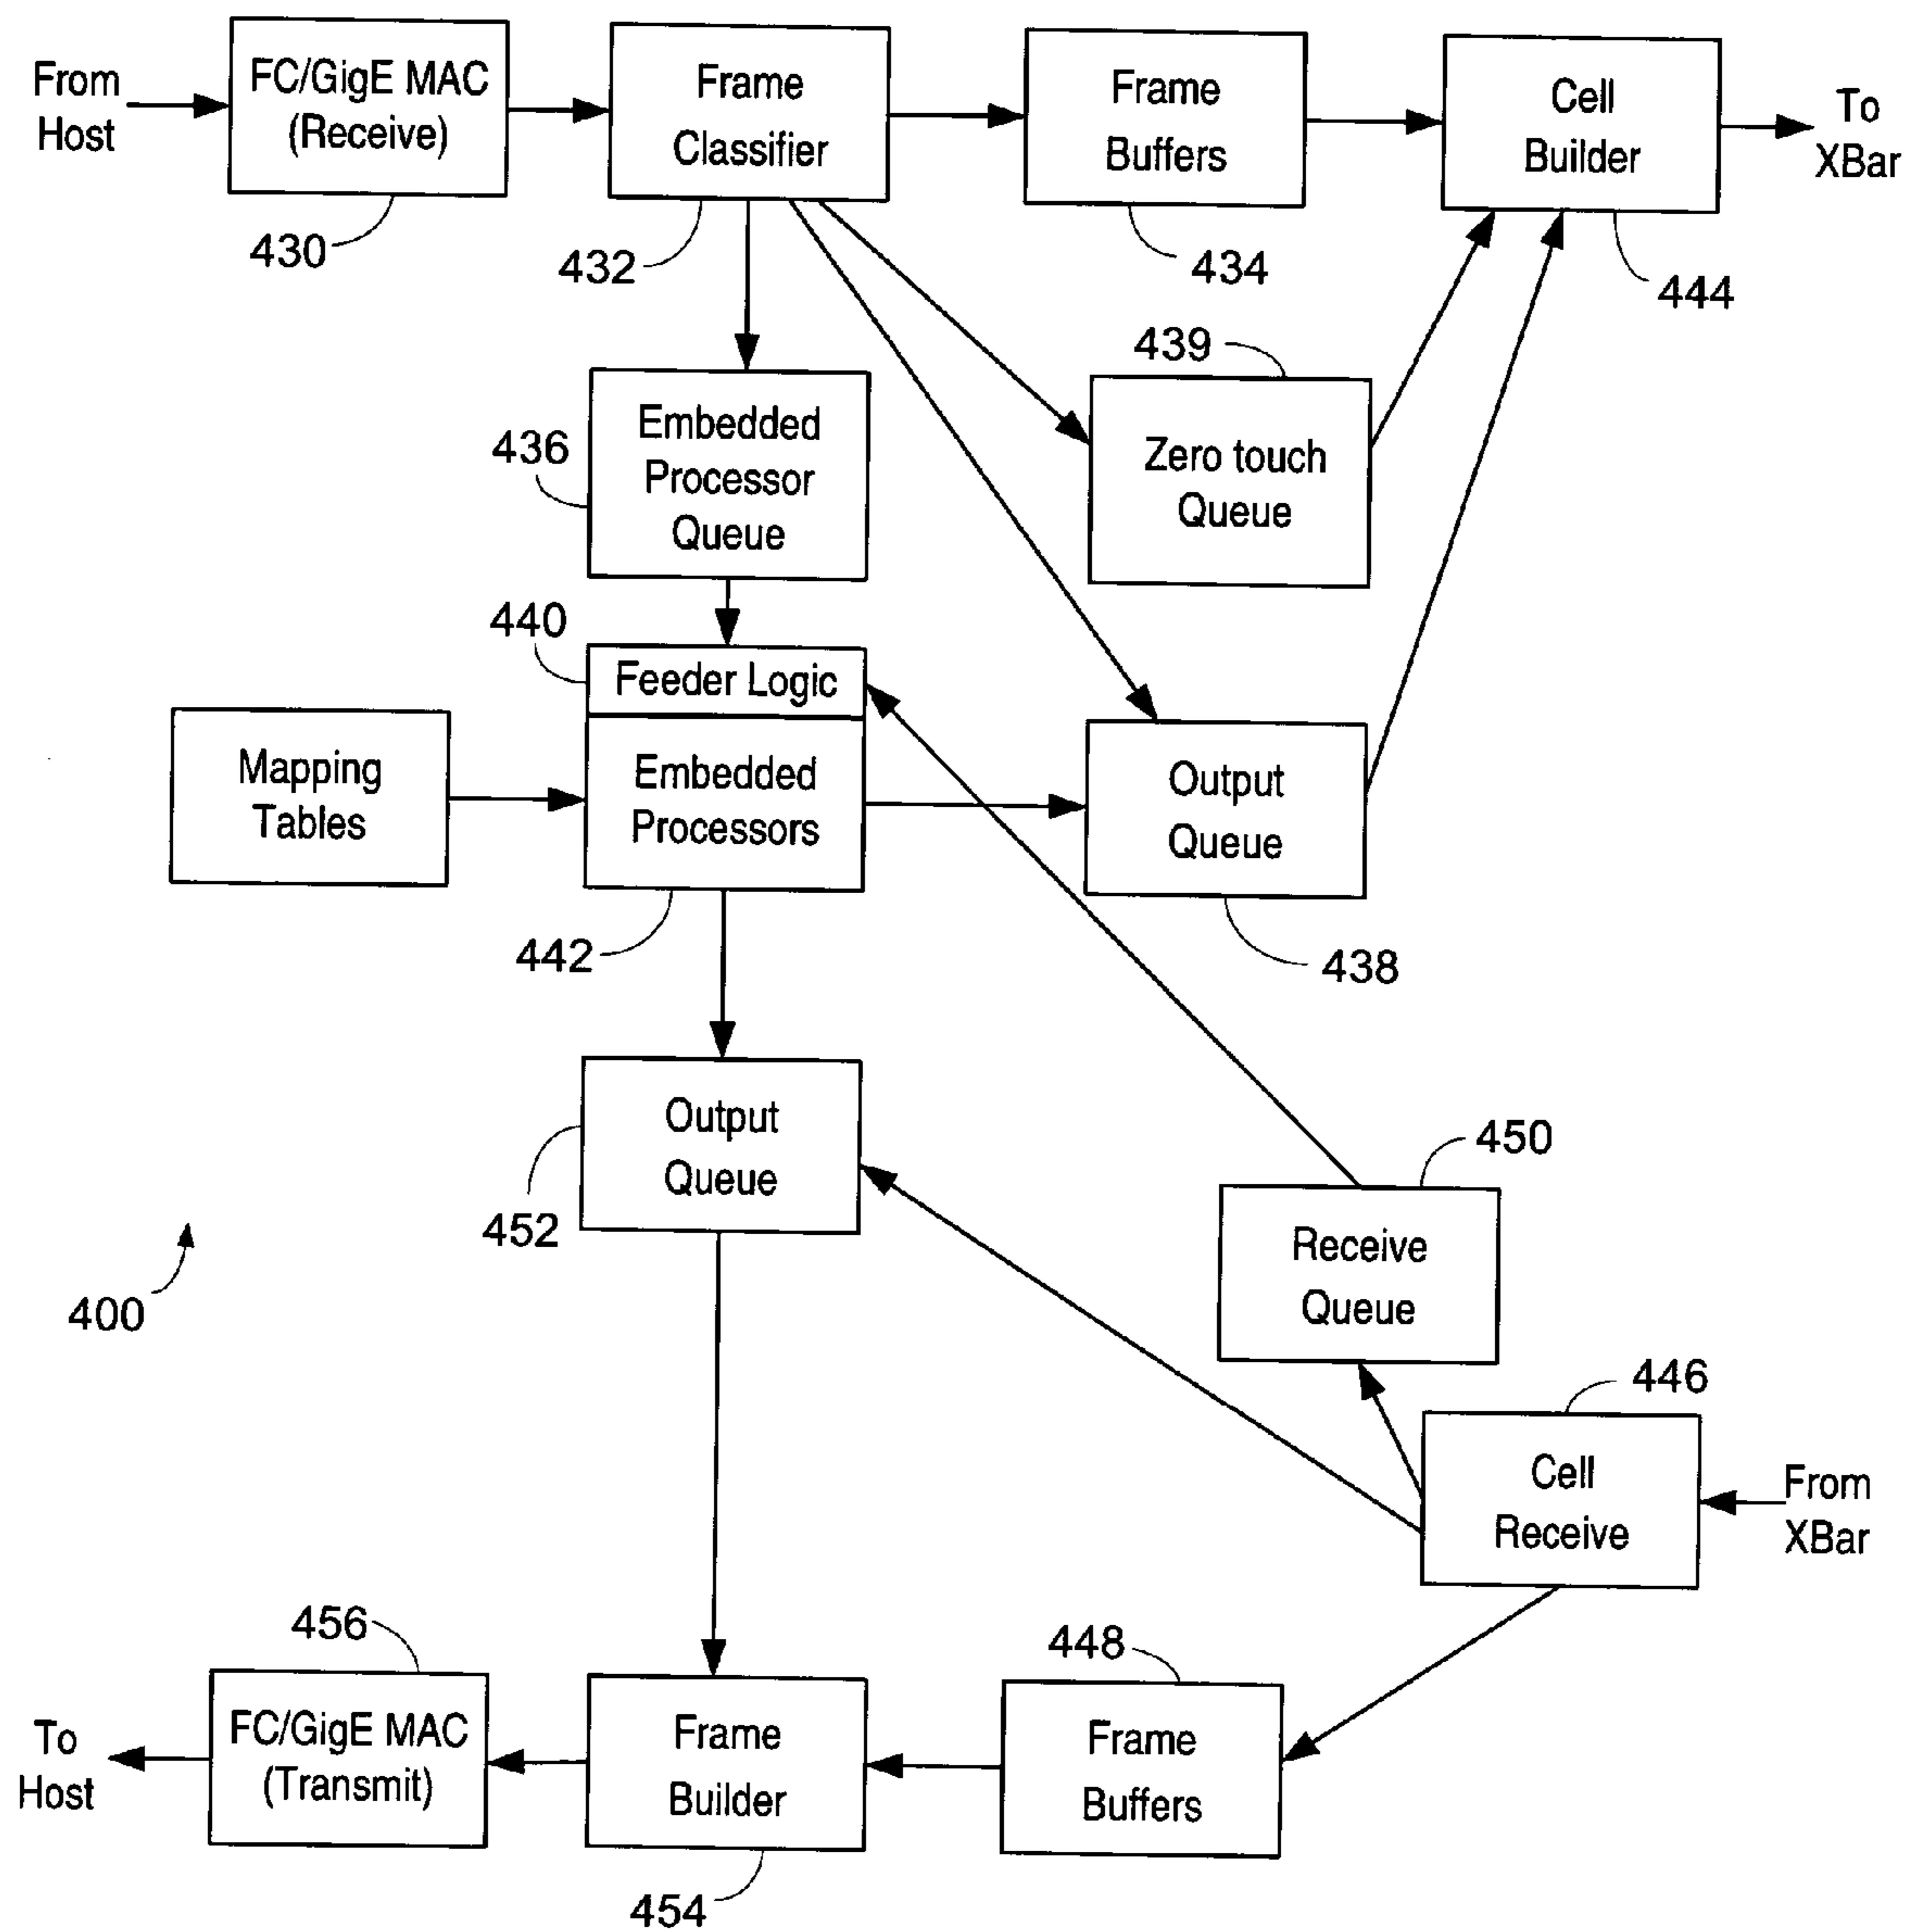 From
Host
FC/GigE MAC
(Receive)
430
Frame
Classifier
432
Frame
Buffers
434
Cell
Builder
444
To
XBar
439
Zero touch
Queue
436
Embedded
Processor
Queue
440
Feeder Logic
Mapping
Tables
Embedded
Processors
442
Output
Queue
438
Output
Queue
452
450
Receive
Queue
400
446
Cell
Receive
From
XBar
456
FC/GigE MAC
(Transmit)
To
Host
Frame
Builder
454
448
Frame
Buffers